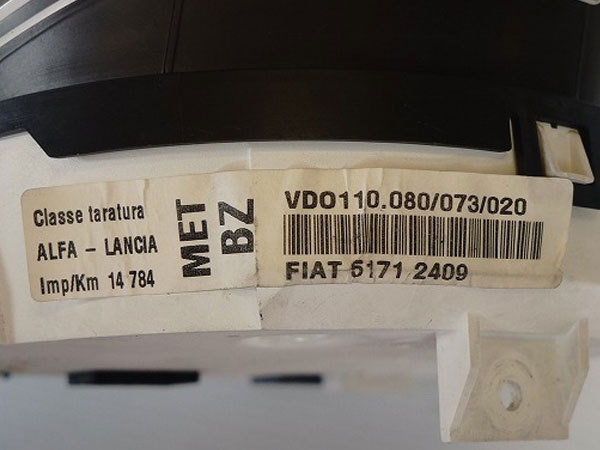 Classe taratura
ALFA - LANCIA
Imp/Km 14 784
MET
BZ
VDO110.080/073/020
FIAT 6171 2409